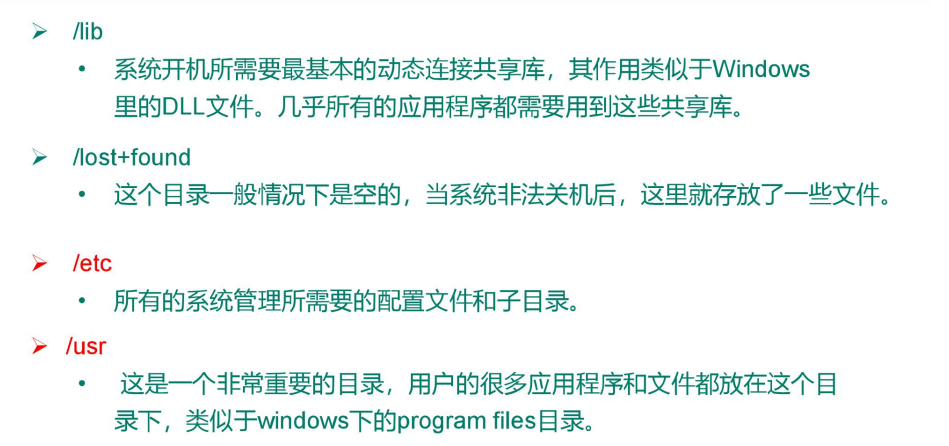 ➢ /lib
• 系统开机所需要最基本的动态连接共享库，其作用类似于Windows
里的DLL文件。几乎所有的应用程序都需要用到这些共享库。
➢ /lost+found
• 这个目录一般情况下是空的，当系统非法关机后，这里就存放了一些文件。
➢ /etc
• 所有的系统管理所需要的配置文件和子目录。
➢ /usr
• 这是一个非常重要的目录，用户的很多应用程序和文件都放在这个目
录下，类似于windows下的program files目录。